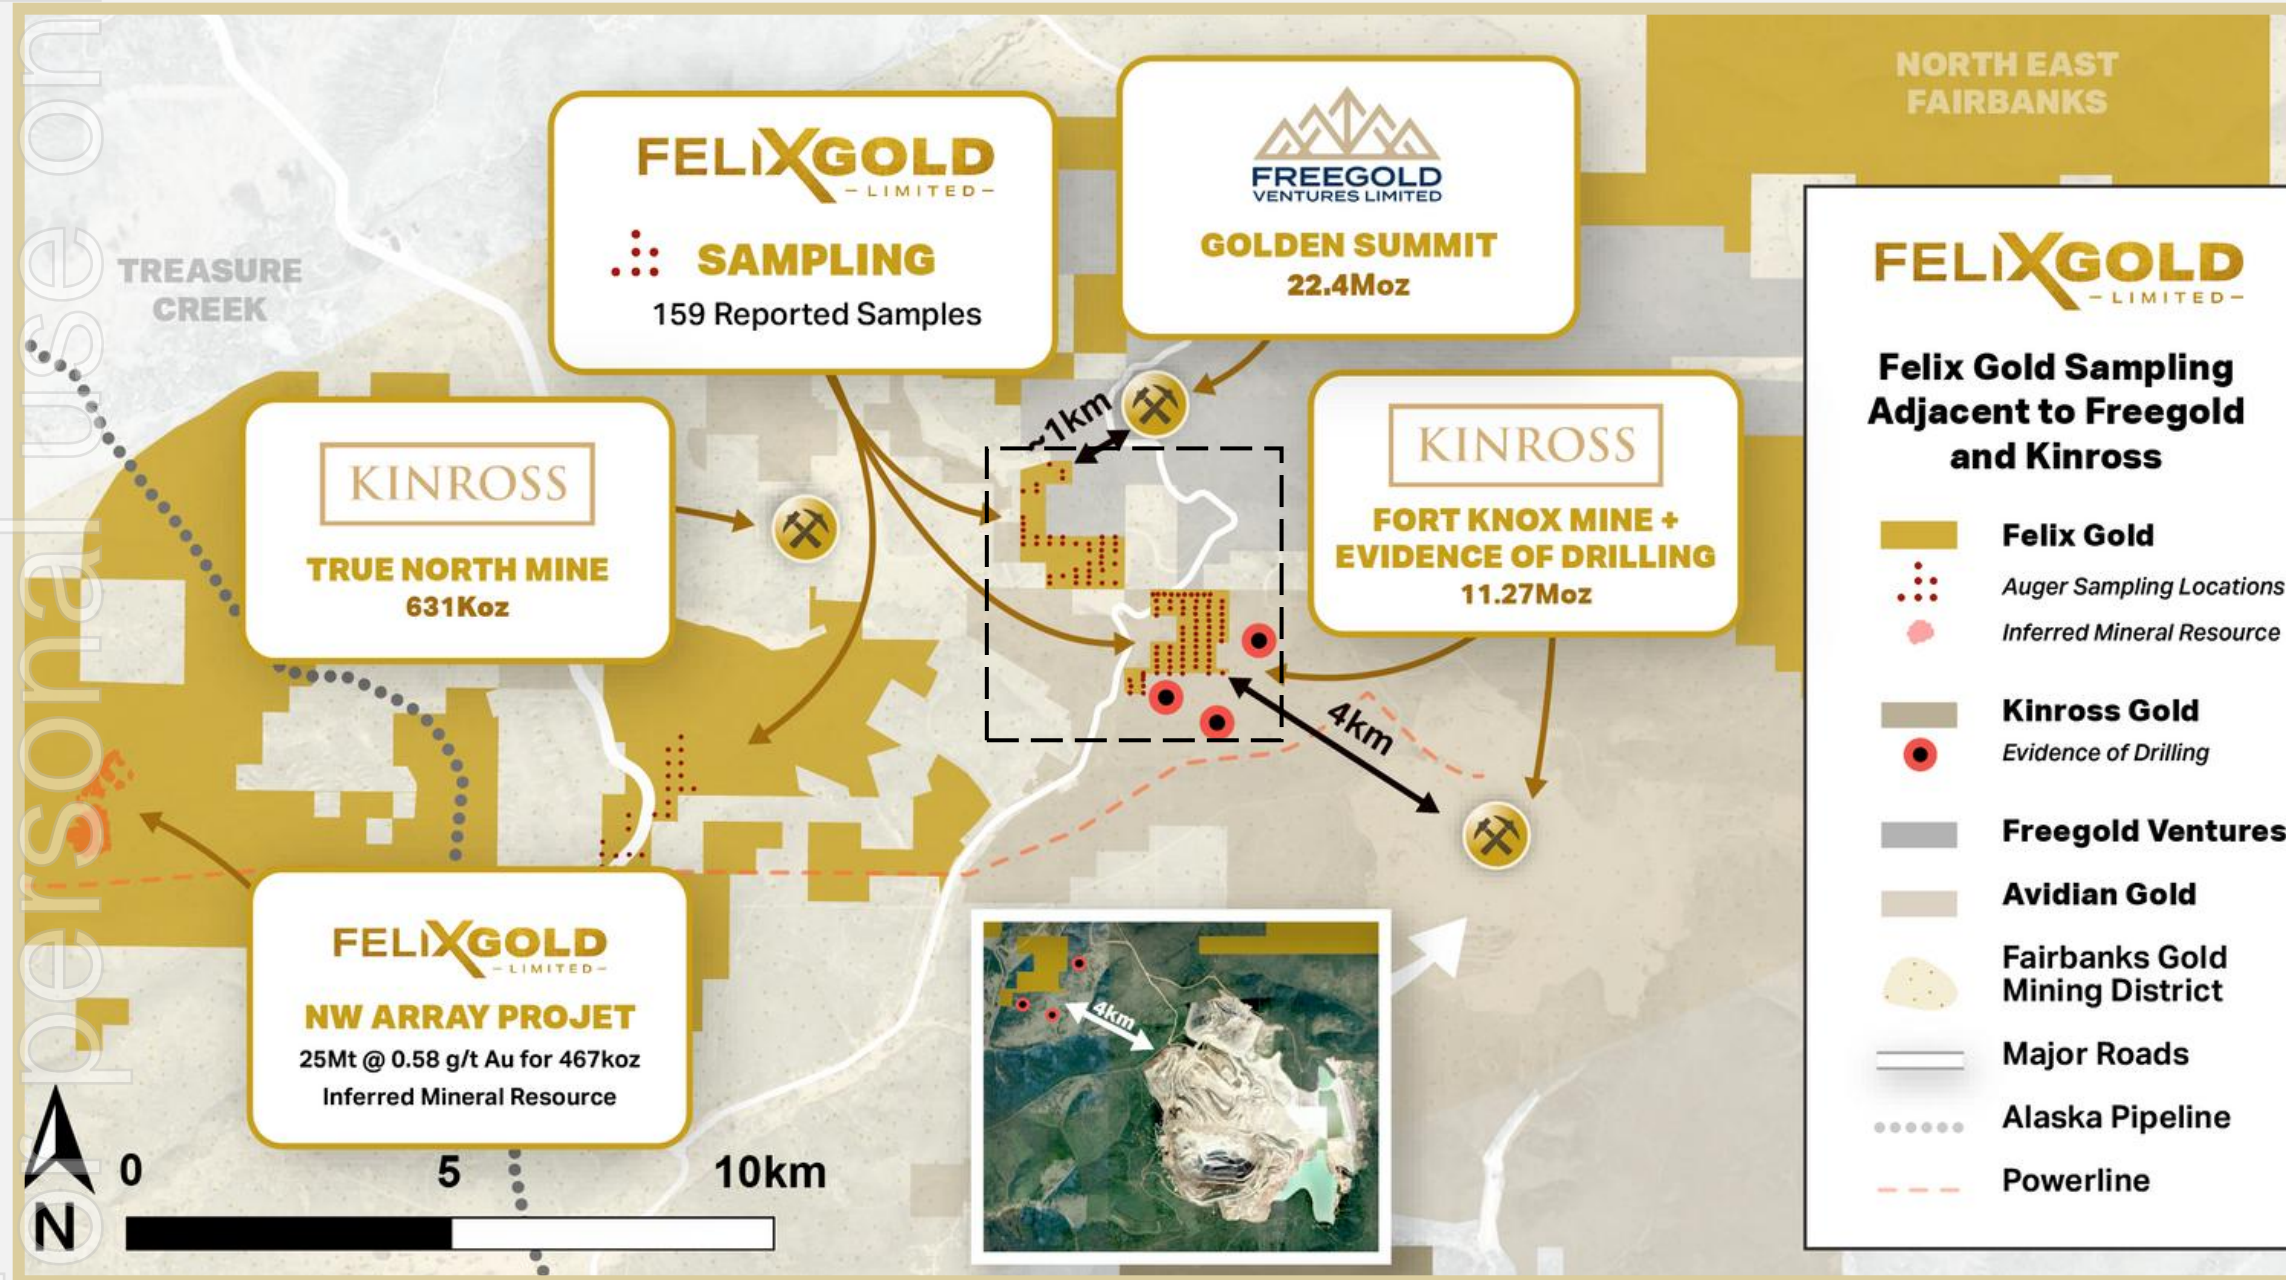 or personal use on
TREASURE
CREEK
NORTH EAST
FAIRBANKS
FELIXGOLD
LIMITED
SAMPLING
159 Reported Samples
FREEGOLD
VENTURES LIMITED
GOLDEN SUMMIT
22.4Moz
KINROSS
TRUE NORTH MINE
631Koz
~1km
KINROSS
FORT KNOX MINE +
EVIDENCE OF DRILLING
11.27Moz
4km
FELIXGOLD
LIMITED
NW ARRAY PROJET
25Mt @ 0.58 g/t Au for 467koz
Inferred Mineral Resource
4km
N
0 5 10km
FELIXGOLD
LIMITED
Felix Gold Sampling
Adjacent to Freegold
and Kinross
Felix Gold
Auger Sampling Locations
Inferred Mineral Resource
Kinross Gold
Evidence of Drilling
Freegold Ventures
Avidian Gold
Fairbanks Gold
Mining District
Major Roads
Alaska Pipeline
Powerline